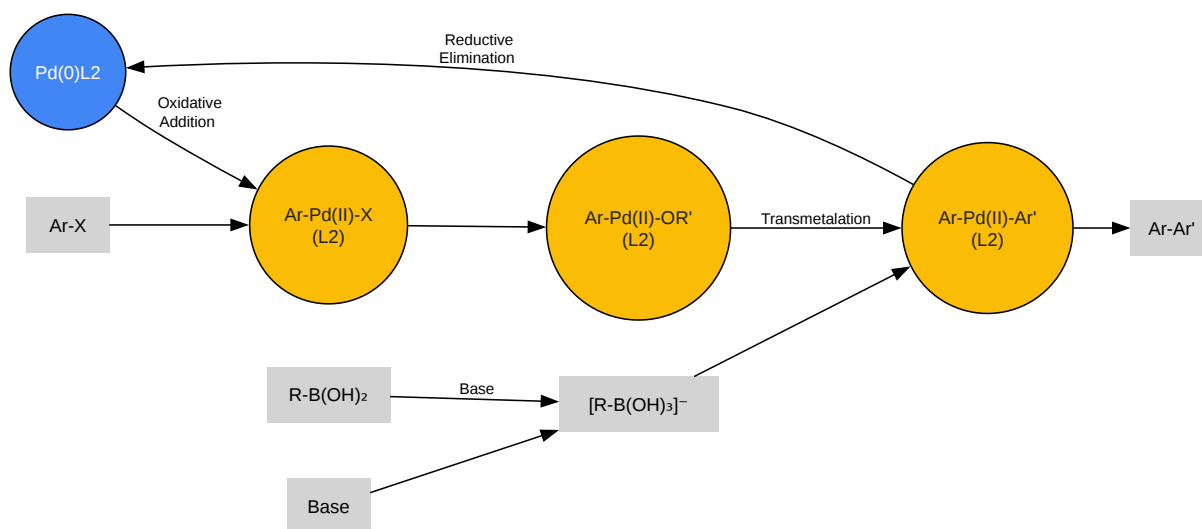 Reductive
Elimination
Pd(0)L2
Oxidative
Addition
Ar-X
Ar-Pd(II)-X
(L2)
Ar-Pd(II)-OR'
(L2)
Transmetalation
Ar-Pd(II)-Ar'
(L2)
Ar-Ar'
R-B(OH)₂
Base
[R-B(OH)₃]⁻
Base